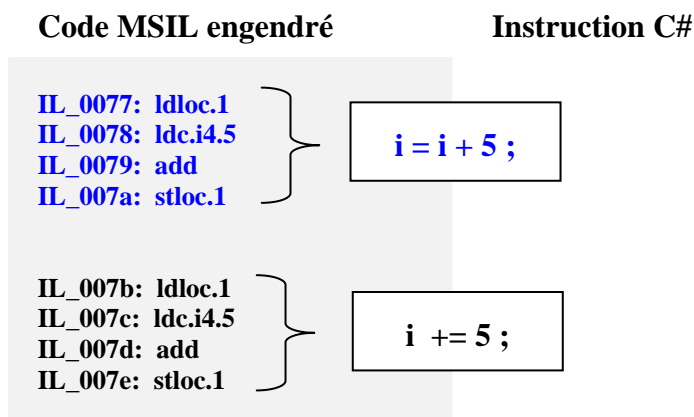 Code MSIL engendré Instruction C#
IL_0077: ldloc.1
IL_0078: ldc.i4.5
IL_0079: add
IL_007a: stloc.1
i = i + 5 ;
IL_007b: ldloc.1
IL_007c: ldc.i4.5
IL_007d: add
IL_007e: stloc.1
i += 5 ;